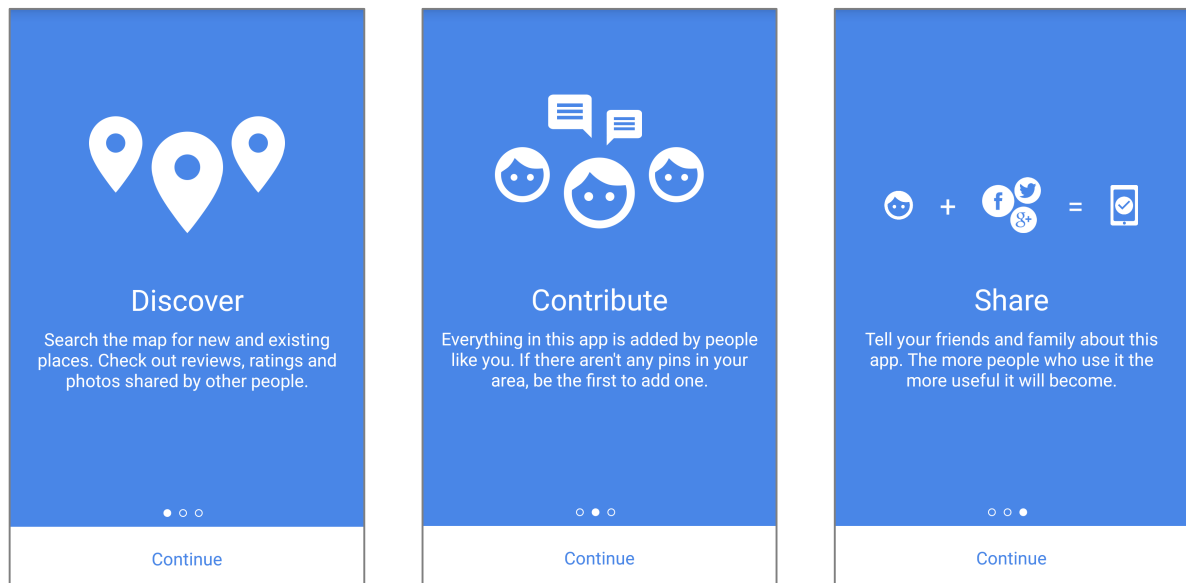 Discover
Search the map for new and existing
places. Check out reviews, ratings and
photos shared by other people.
Continue
Contribute
Everything in this app is added by people
like you. If there aren't any pins in your
area, be the first to add one.
Continue
f
g+
+
=
Share
Tell your friends and family about this
app. The more people who use it the
more useful it will become.
Continue